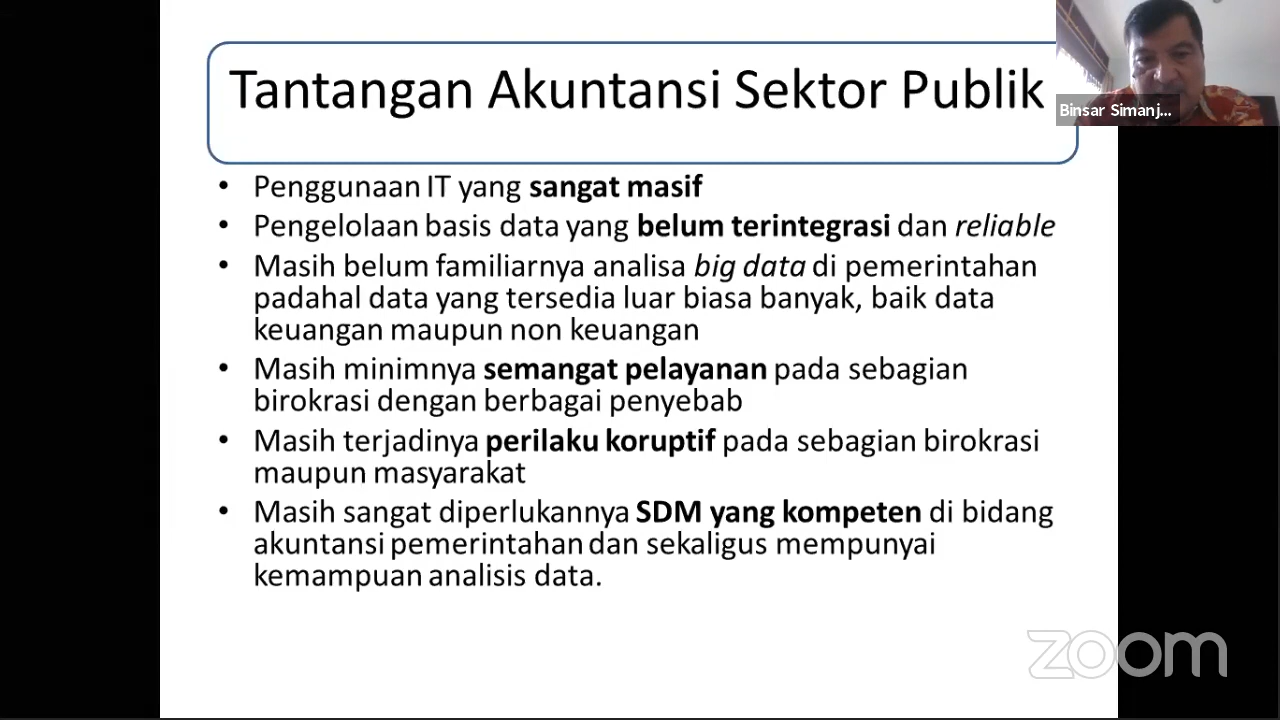 Tantangan Akuntansi Sektor Publik
Binsar Simanj...
• Penggunaan IT yang sangat masif
• Pengelolaan basis data yang belum terintegrasi dan reliable
• Masih belum familiarnya analisa big data di pemerintahan
padahal data yang tersedia luar biasa banyak, baik data
keuangan maupun non keuangan
• Masih minimnya semangat pelayanan pada sebagian
birokrasi dengan berbagai penyebab
• Masih terjadinya perilaku koruptif pada sebagian birokrasi
maupun masyarakat
• Masih sangat diperlukannya SDM yang kompeten di bidang
akuntansi pemerintahan dan sekaligus mempunyai
kemampuan analisis data.
zoom